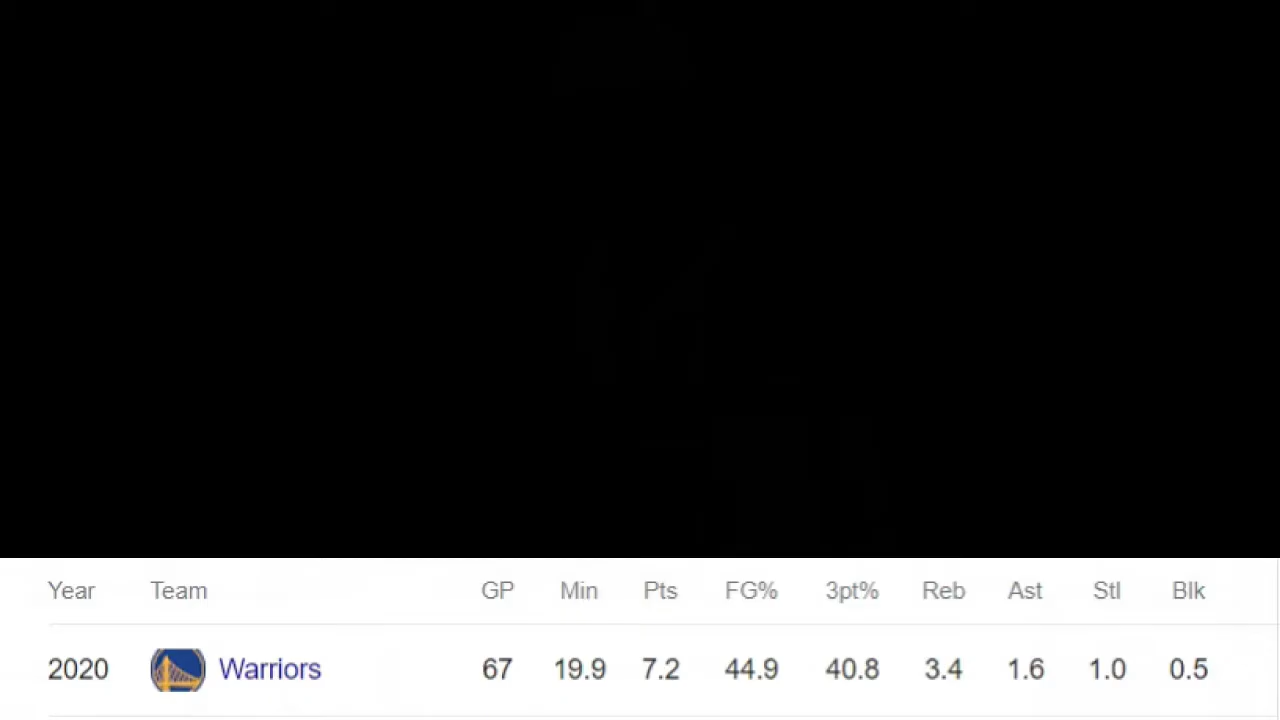 Year Team GP Min Pts FG% 3pt% Reb Ast Stl Blk
2020 Warriors 67 19.9 7.2 44.9 40.8 3.4 1.6 1.0 0.5